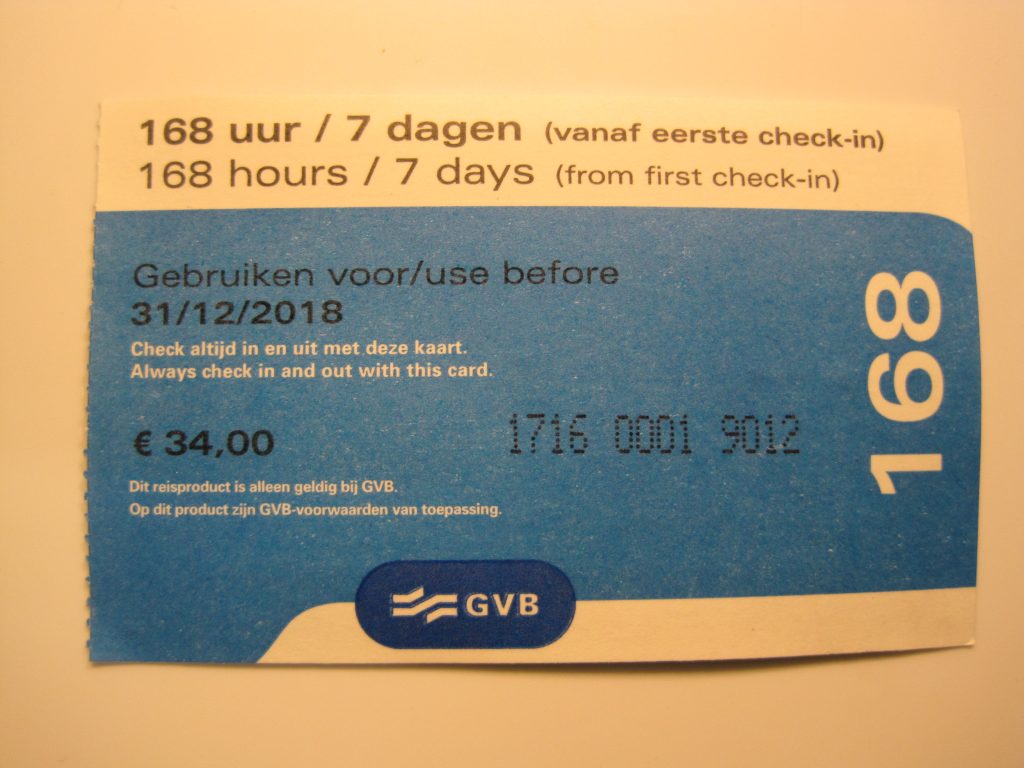 168 uur / 7 dagen (vanaf eerste check-in)
168 hours / 7 days (from first check-in)
Gebruiken voor/use before
31/12/2018
Check altijd in en uit met deze kaart.
Always check in and out with this card.
€ 34,00
1716 0001 9012
Dit reisproduct is alleen geldig bij GVB.
Op dit product zijn GVB-voorwaarden van toepassing.
168
GVB